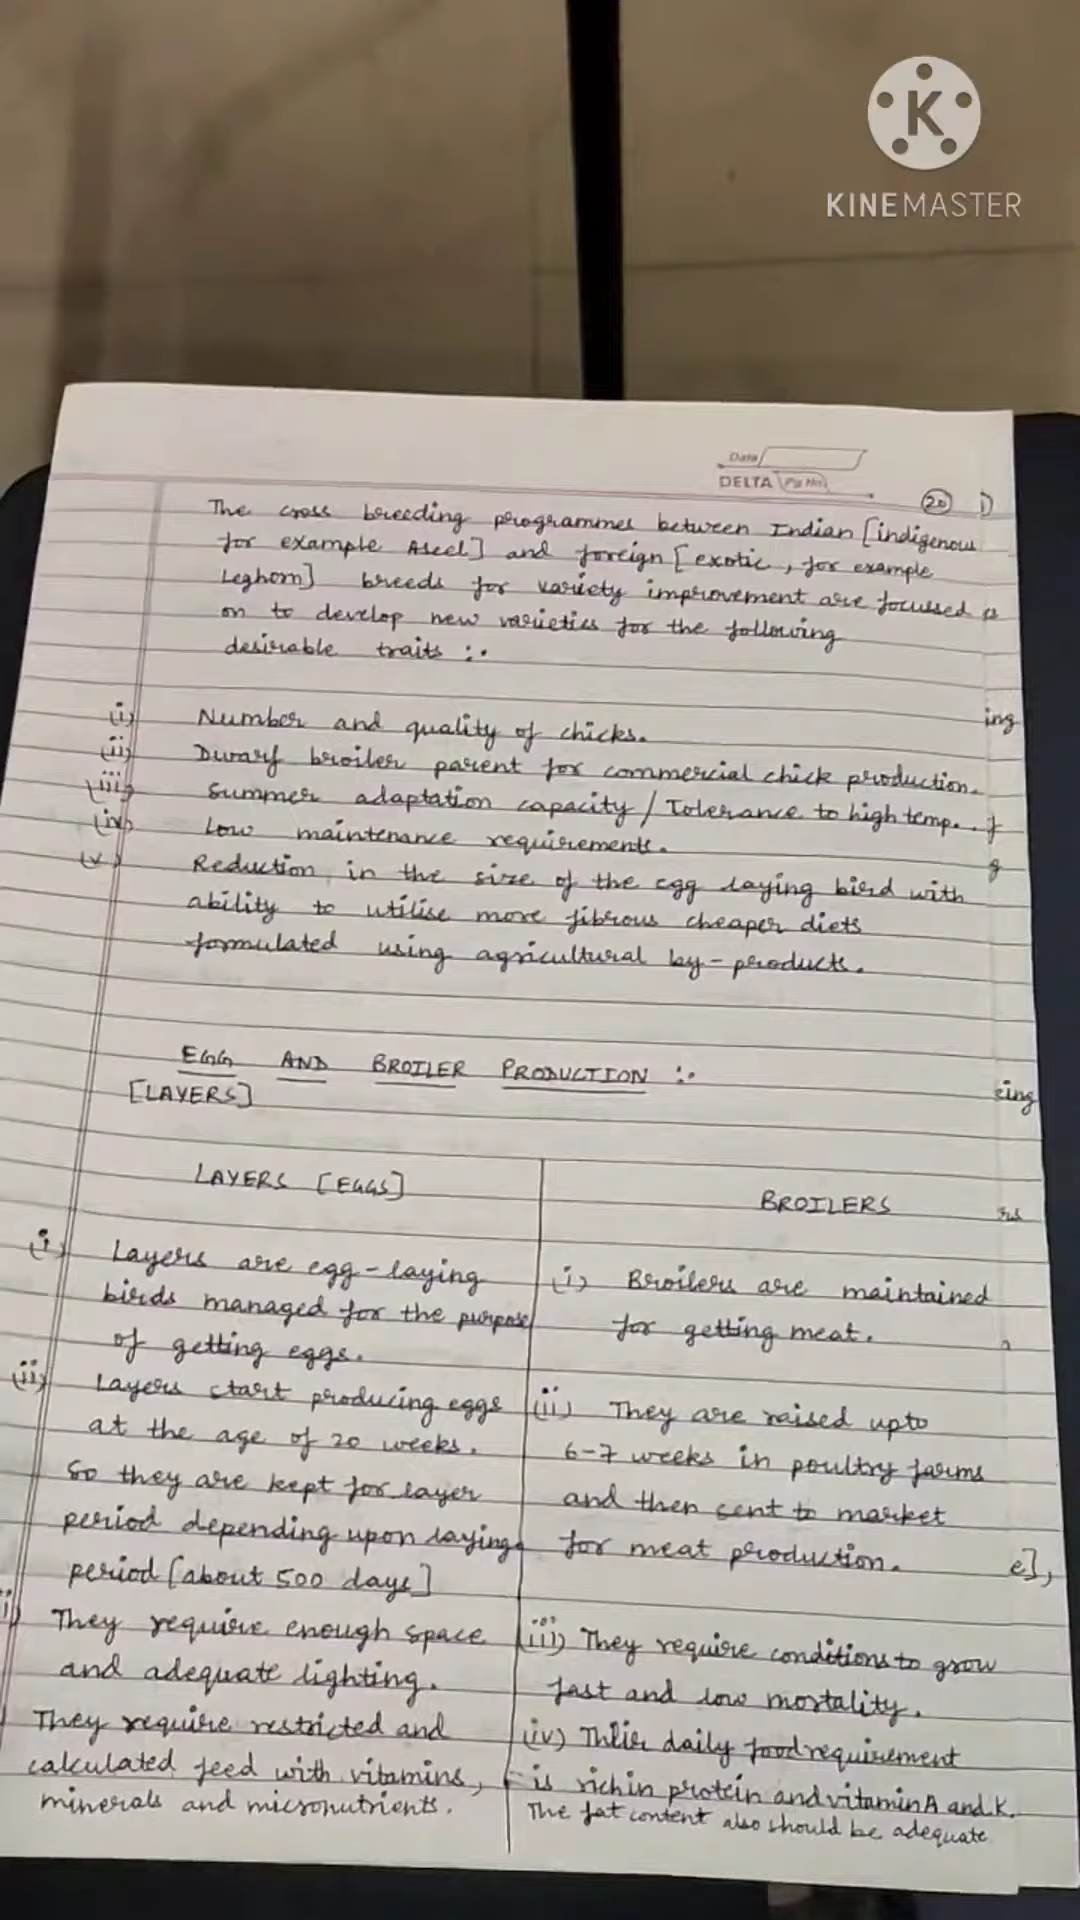 K
KINEMASTER
Date
DELTA Pg No.
20
The cross breeding programmes between Indian [indigenous
for example Aseel] and foreign [exotic, for example
Leghorn] breeds for variety improvement are focussed
on to develop new varieties for the following
desirable traits :-
(i) Number and quality of chicks.
(ii) Dwarf broiler parent for commercial chick production.
(iii) Summer adaptation capacity / Tolerance to high temp.
(iv) Low maintenance requirements.
(v) Reduction in the size of the egg laying bird with
ability to utilise more fibrous cheaper diets
formulated using agricultural by-products.
ing
EGG AND BROILER PRODUCTION :-
[LAYERS]
LAYERS [EGGS]
(i) Layers are egg-laying
birds managed for the purpose
of getting eggs.
(ii) Layers start producing eggs
at the age of 20 weeks.
So they are kept for layer
period depending upon laying
period [about 500 days]
They require enough space
and adequate lighting.
They require restricted and
calculated feed with vitamins,
minerals and micronutrients.
BROILERS
(i) Broilers are maintained
for getting meat.
(ii) They are raised upto
6-7 weeks in poultry farms
and then sent to market
for meat production.
(iii) They require conditions to grow
fast and low mortality.
(iv) Their daily food requirement
is rich in protein and vitamin A and K.
The fat content also should be adequate
e],